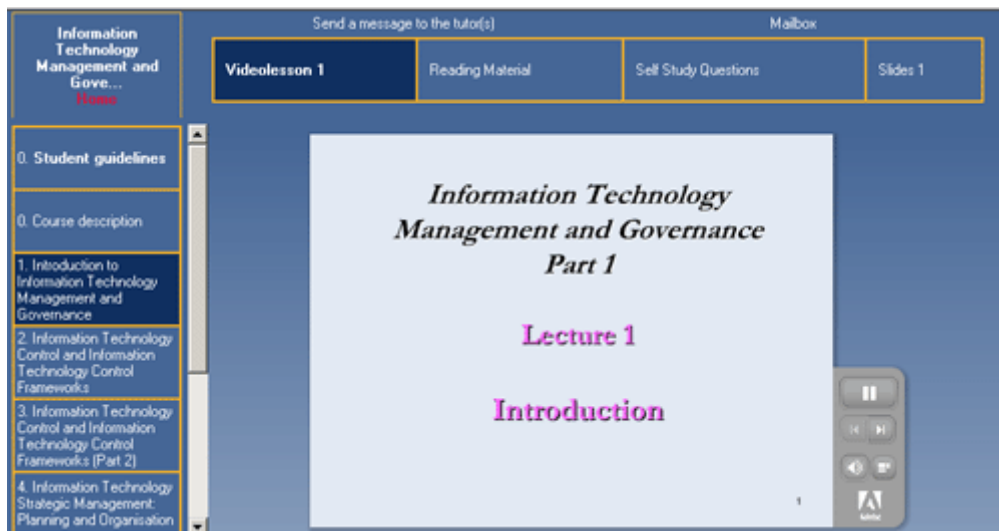 Information
Technology
Management and
Gove...
Home
Send a message to the tutor(s)
Mailbox
Videolesson 1
Reading Material
Self Study Questions
Slides 1
0. Student guidelines
0. Course description
1. Introduction to
Information Technology
Management and
Governance
2. Information Technology
Control and Information
Technology Control
Frameworks
3. Information Technology
Control and Information
Technology Control
Frameworks (Part 2)
4. Information Technology
Strategic Management:
Planning and Organisation
Information Technology
Management and Governance
Part 1
Lecture 1
Introduction
1
Adobe